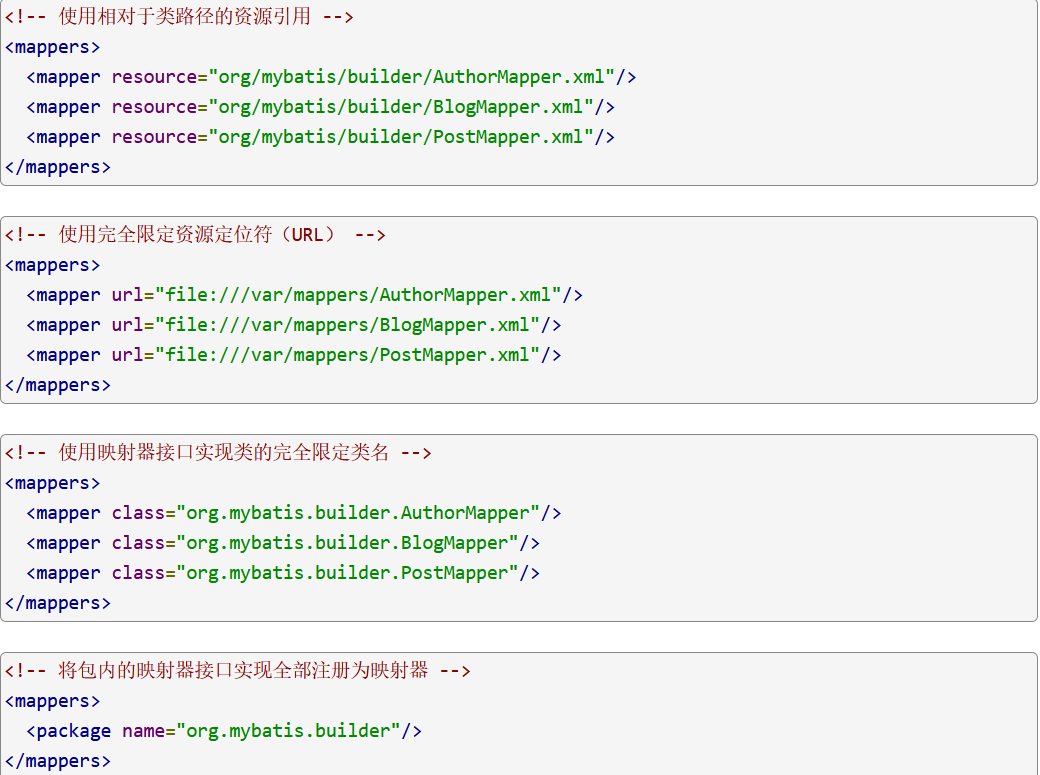 <!-- 使用相对于类路径的资源引用 -->
<mappers>
  <mapper resource="org/mybatis/builder/AuthorMapper.xml"/>
  <mapper resource="org/mybatis/builder/BlogMapper.xml"/>
  <mapper resource="org/mybatis/builder/PostMapper.xml"/>
</mappers>
<!-- 使用完全限定资源定位符（URL） -->
<mappers>
  <mapper url="file:///var/mappers/AuthorMapper.xml"/>
  <mapper url="file:///var/mappers/BlogMapper.xml"/>
  <mapper url="file:///var/mappers/PostMapper.xml"/>
</mappers>
<!-- 使用映射器接口实现类的完全限定类名 -->
<mappers>
  <mapper class="org.mybatis.builder.AuthorMapper"/>
  <mapper class="org.mybatis.builder.BlogMapper"/>
  <mapper class="org.mybatis.builder.PostMapper"/>
</mappers>
<!-- 将包内的映射器接口实现全部注册为映射器 -->
<mappers>
  <package name="org.mybatis.builder"/>
</mappers>